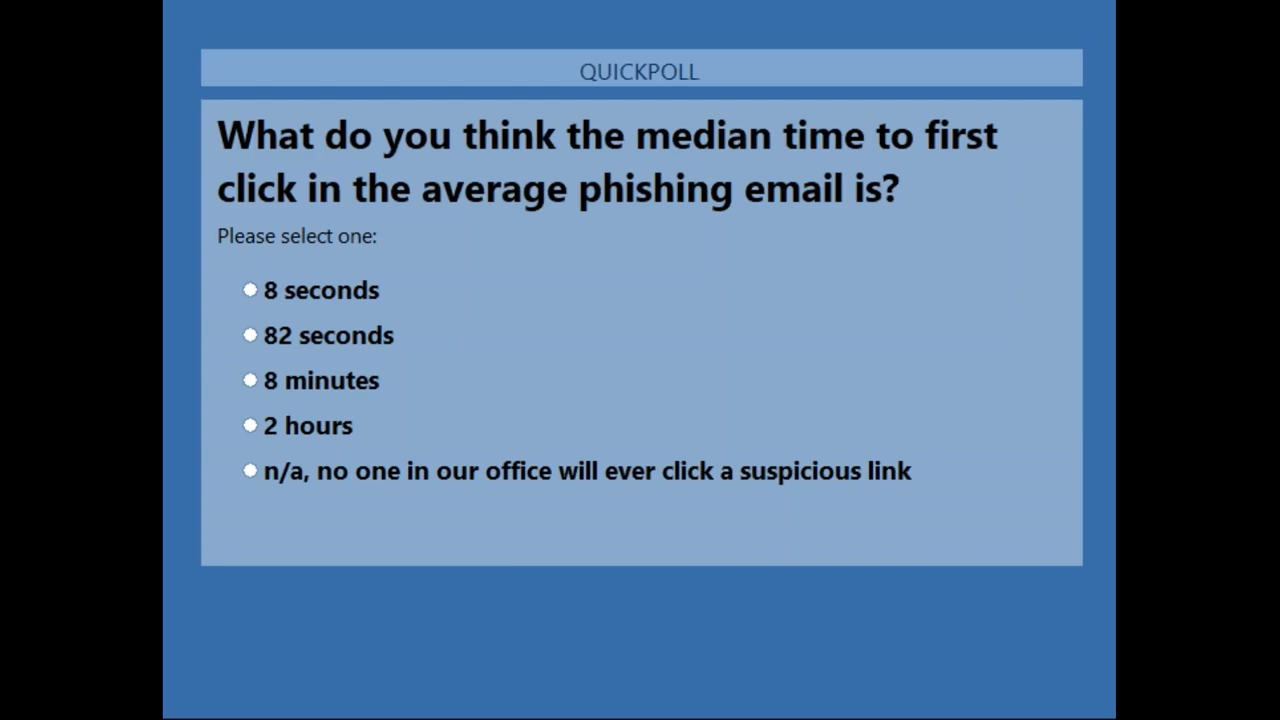 QUICKPOLL
What do you think the median time to first
click in the average phishing email is?
Please select one:
8 seconds
82 seconds
8 minutes
2 hours
n/a, no one in our office will ever click a suspicious link